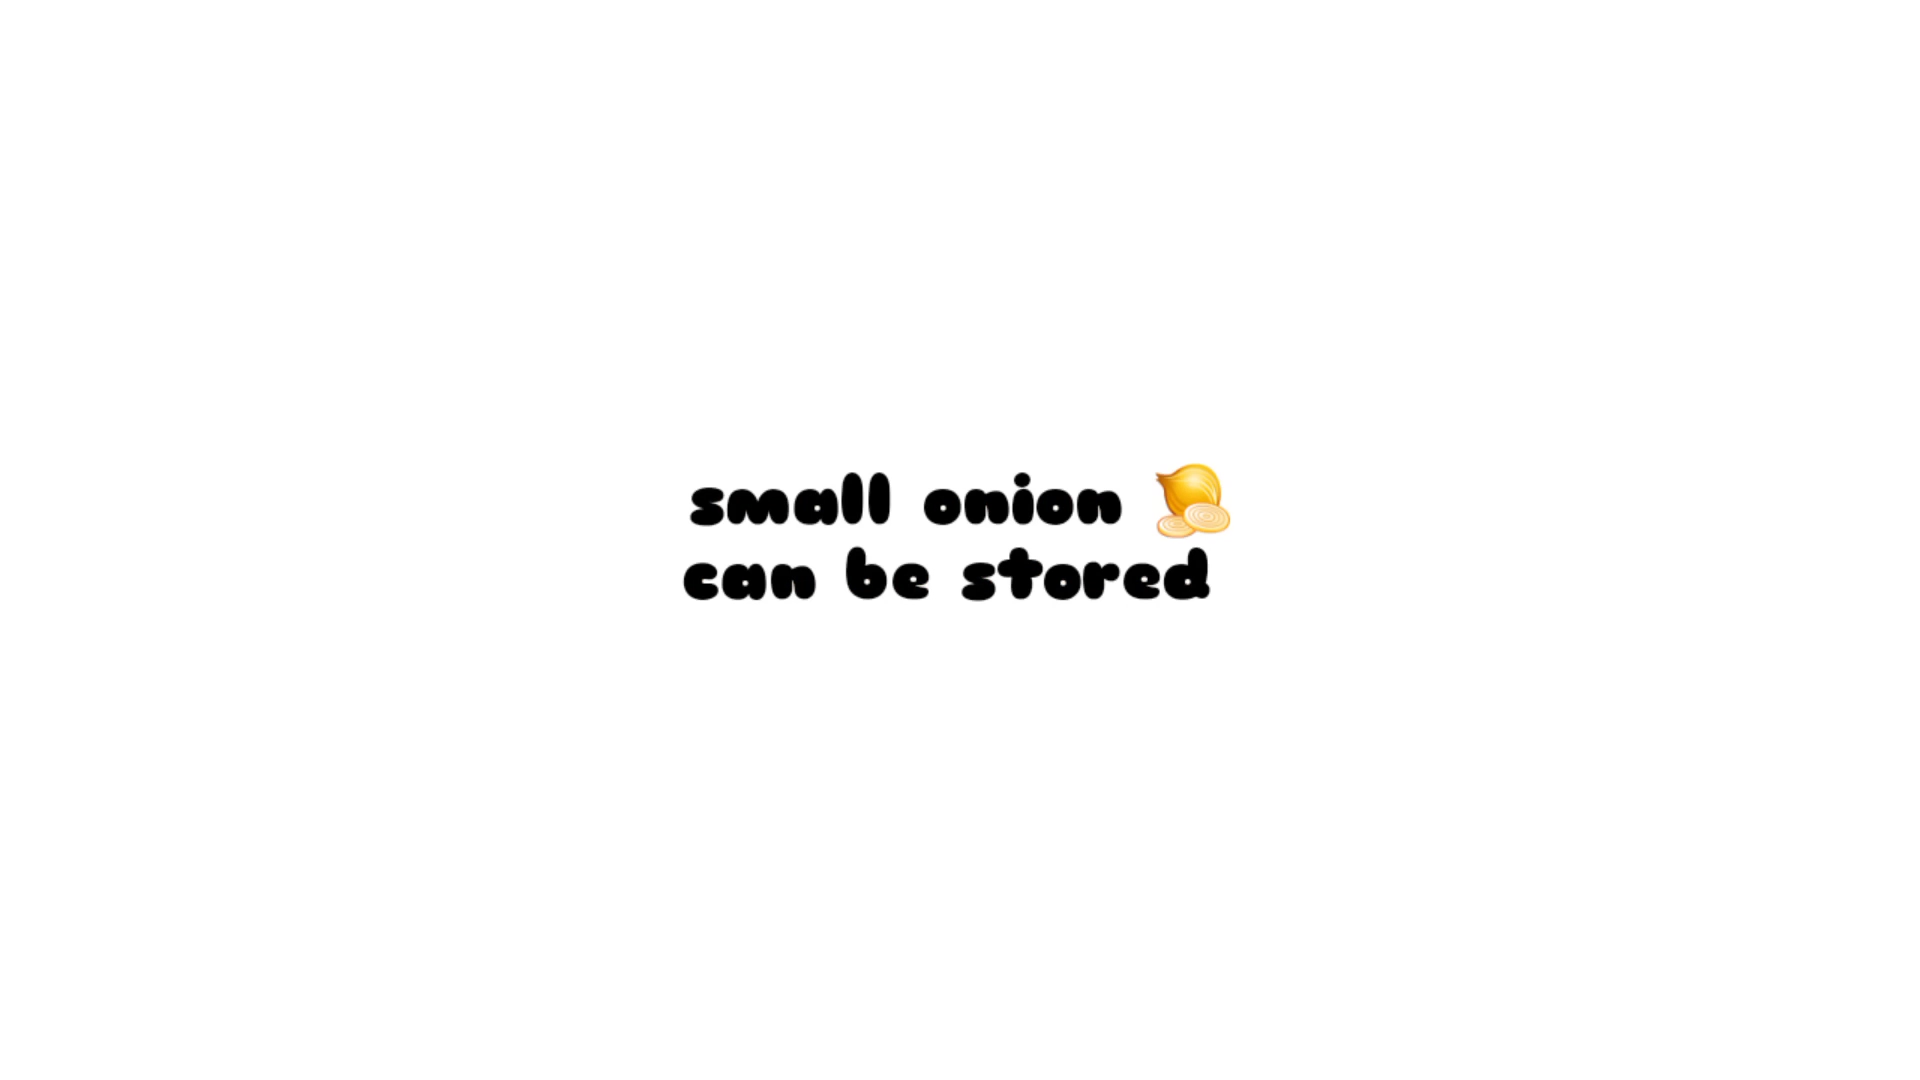 small onion 🧅
can be stored